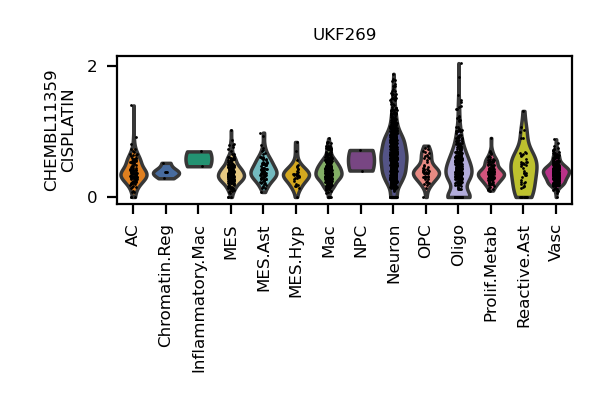 UKF269
CHEMBL11359
CISPLATIN
2
0
AC
Chromatin.Reg
Inflammatory.Mac
MES
MES.Ast
MES.Hyp
Mac
NPC
Neuron
OPC
Oligo
Prolif.Metab
Reactive.Ast
Vasc